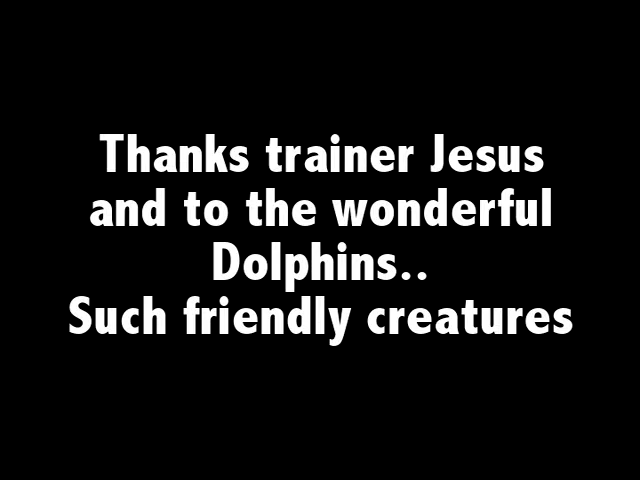 Thanks trainer Jesus
and to the wonderful
Dolphins..
Such friendly creatures